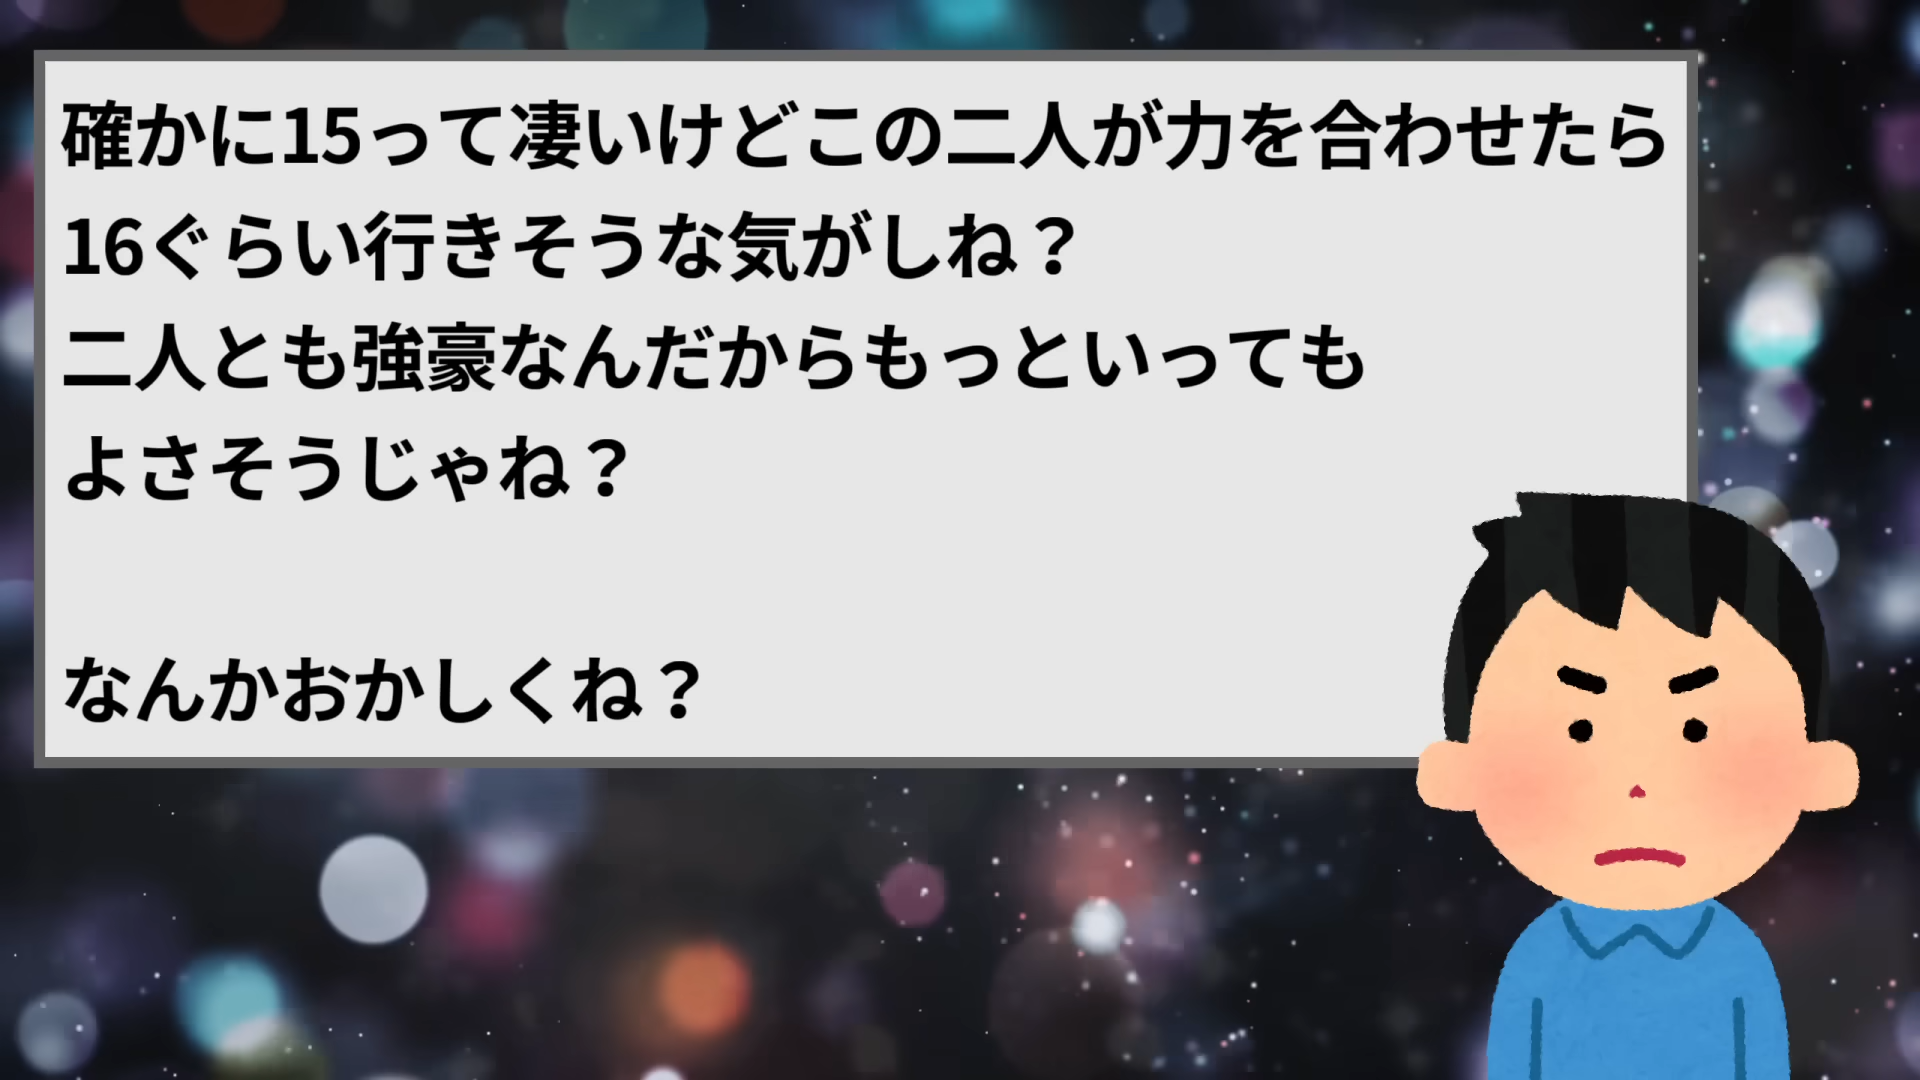 確かに15って凄いけどこの二人が力を合わせたら
16ぐらい行きそうな気がしね？
二人とも強豪なんだからもっといっても
よさそうじゃね？
なんかおかしくね？